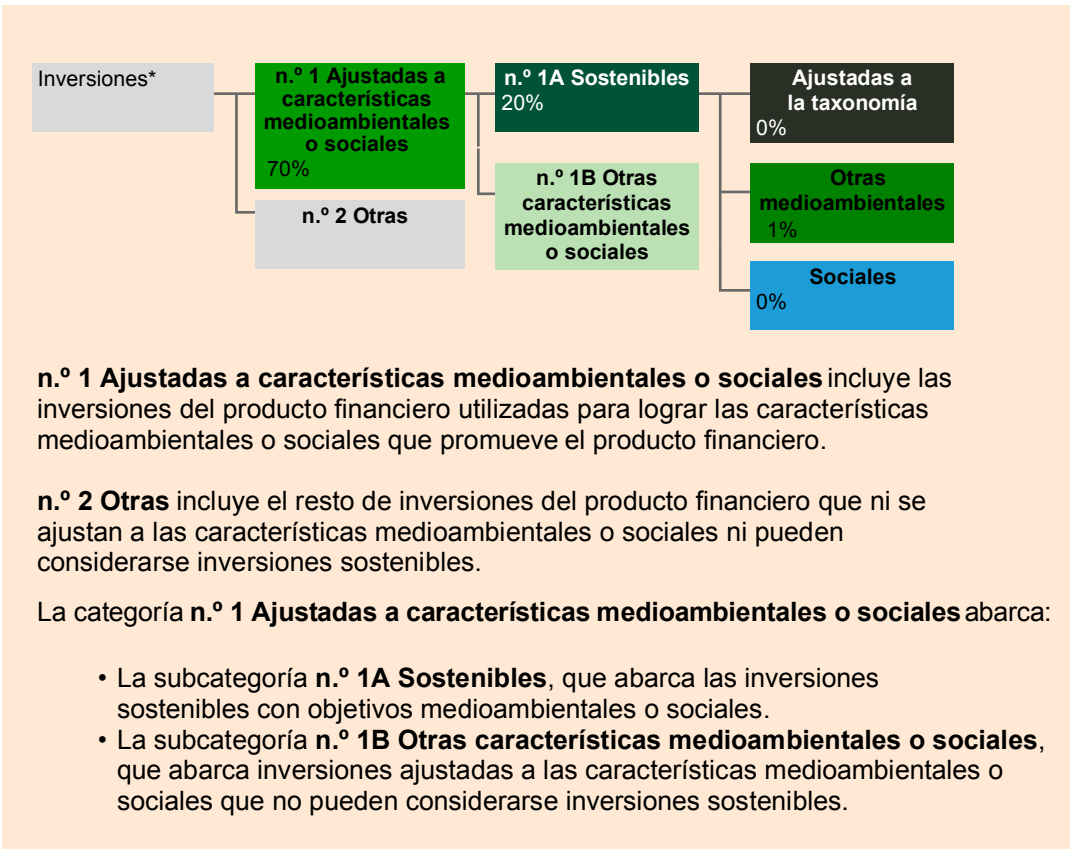 Inversiones*
n.º 1 Ajustadas a
características
medioambientales
o sociales
70%
n.º 2 Otras
n.º 1A Sostenibles
20%
n.º 1B Otras
características
medioambientales
o sociales
Ajustadas a
la taxonomía
0%
Otras
medioambientales
1%
Sociales
0%
n.º 1 Ajustadas a características medioambientales o sociales incluye las
inversiones del producto financiero utilizadas para lograr las características
medioambientales o sociales que promueve el producto financiero.
n.º 2 Otras incluye el resto de inversiones del producto financiero que ni se
ajustan a las características medioambientales o sociales ni pueden
considerarse inversiones sostenibles.
La categoría n.º 1 Ajustadas a características medioambientales o sociales abarca:
• La subcategoría n.º 1A Sostenibles, que abarca las inversiones
sostenibles con objetivos medioambientales o sociales.
• La subcategoría n.º 1B Otras características medioambientales o sociales,
que abarca inversiones ajustadas a las características medioambientales o
sociales que no pueden considerarse inversiones sostenibles.